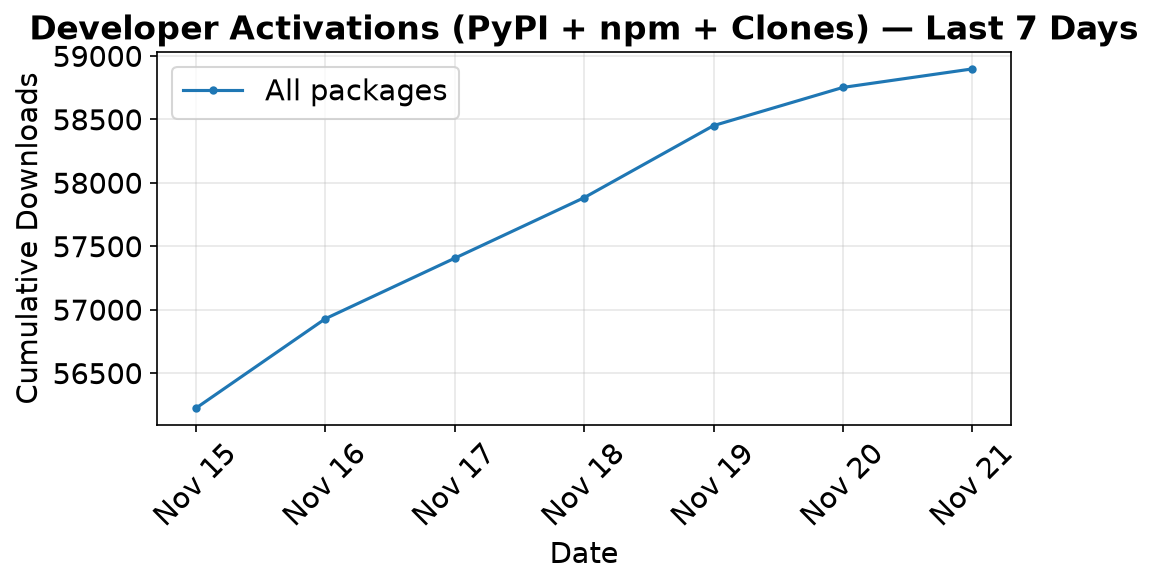 Developer Activations (PyPI + npm + Clones) — Last 7 Days
59000
58500
58000
57500
57000
56500
Cumulative Downloads
All packages
Nov 15
Nov 16
Nov 17
Nov 18
Nov 19
Nov 20
Nov 21
Date